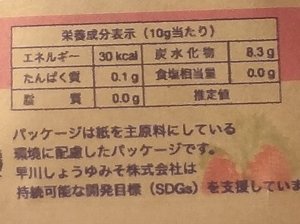 栄養成分表示（10g当たり）
エネルギー 30 kcal 炭水化物 8.3g
たんぱく質 0.1g 食塩相当量 0.0g
脂質 0.0g 推定値
パッケージは紙を主原料にしている
環境に配慮したパッケージです。
早川しょうゆみそ株式会社は
持続可能な開発目標（SDGs）を支援していま